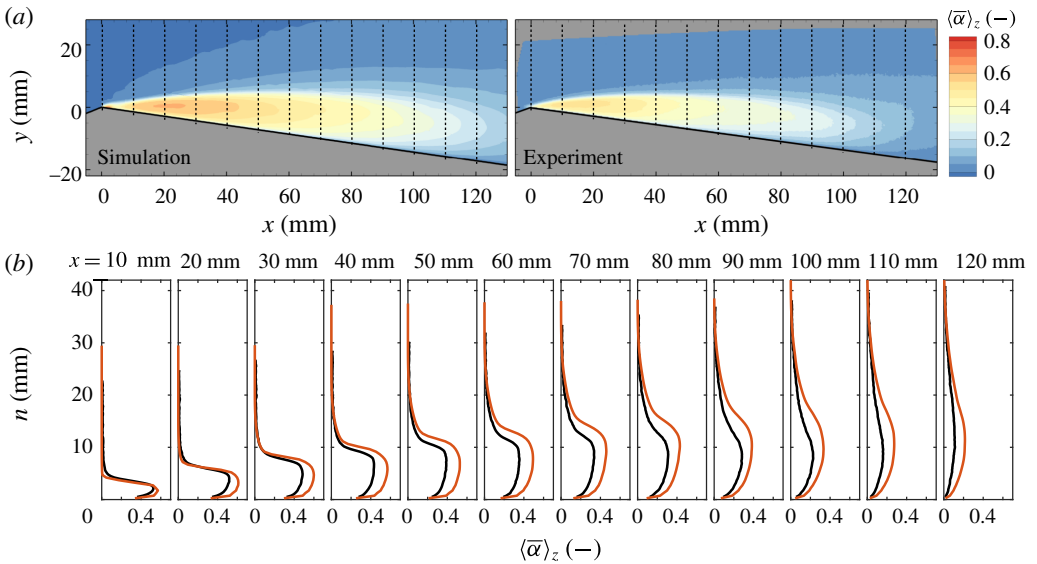 (a)
⟨α̅⟩z (−)
20
0
−20
y (mm)
Simulation
Experiment
0 20 40 60 80 100 120
0 20 40 60 80 100 120
x (mm)
x (mm)
0.8
0.6
0.4
0.2
0
(b)
x = 10 mm 20 mm 30 mm 40 mm 50 mm 60 mm 70 mm 80 mm 90 mm 100 mm 110 mm 120 mm
40
30
20
10
n (mm)
0 0.4 0 0.4 0 0.4 0 0.4 0 0.4 0 0.4 0 0.4 0 0.4 0 0.4 0 0.4 0 0.4 0 0.4
⟨α̅⟩z (−)